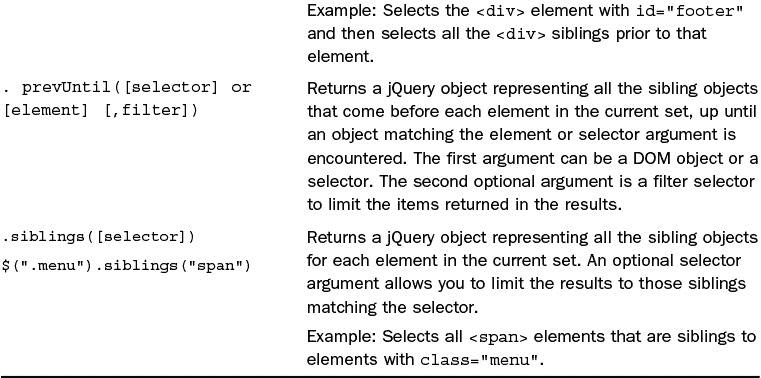 Example: Selects the <div> element with id="footer"
and then selects all the <div> siblings prior to that
element.
. prevUntil([selector] or
[element] [,filter])
Returns a jQuery object representing all the sibling objects
that come before each element in the current set, up until
an object matching the element or selector argument is
encountered. The first argument can be a DOM object or a
selector. The second optional argument is a filter selector
to limit the items returned in the results.
.siblings([selector])
$(".menu").siblings("span")
Returns a jQuery object representing all the sibling objects
for each element in the current set. An optional selector
argument allows you to limit the results to those siblings
matching the selector.
Example: Selects all <span> elements that are siblings to
elements with class="menu".